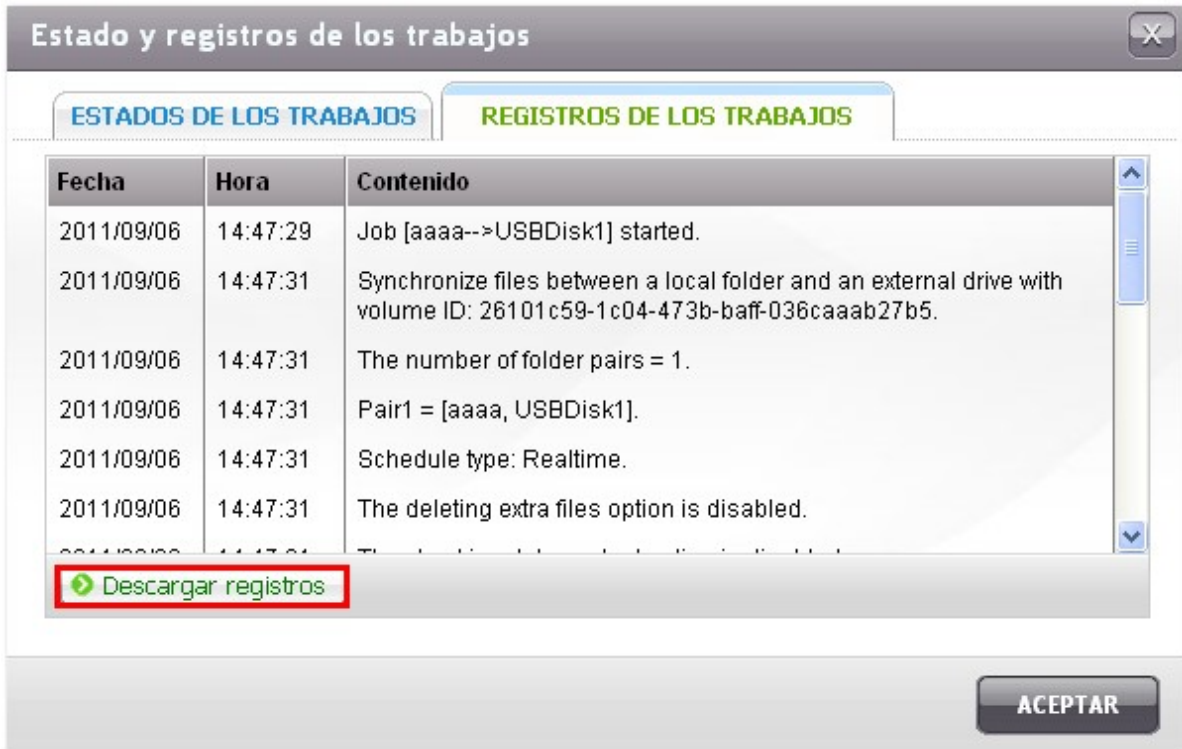 Estado y registros de los trabajos
X
ESTADOS DE LOS TRABAJOS REGISTROS DE LOS TRABAJOS
Fecha Hora Contenido
2011/09/06 14:47:29 Job [aaaa-->USBDisk1] started.
2011/09/06 14:47:31 Synchronize files between a local folder and an external drive with
volume ID: 26101c59-1c04-473b-baff-036caaab27b5.
2011/09/06 14:47:31 The number of folder pairs = 1.
2011/09/06 14:47:31 Pair1 = [aaaa, USBDisk1].
2011/09/06 14:47:31 Schedule type: Realtime.
2011/09/06 14:47:31 The deleting extra files option is disabled.
Descargar registros
ACEPTAR